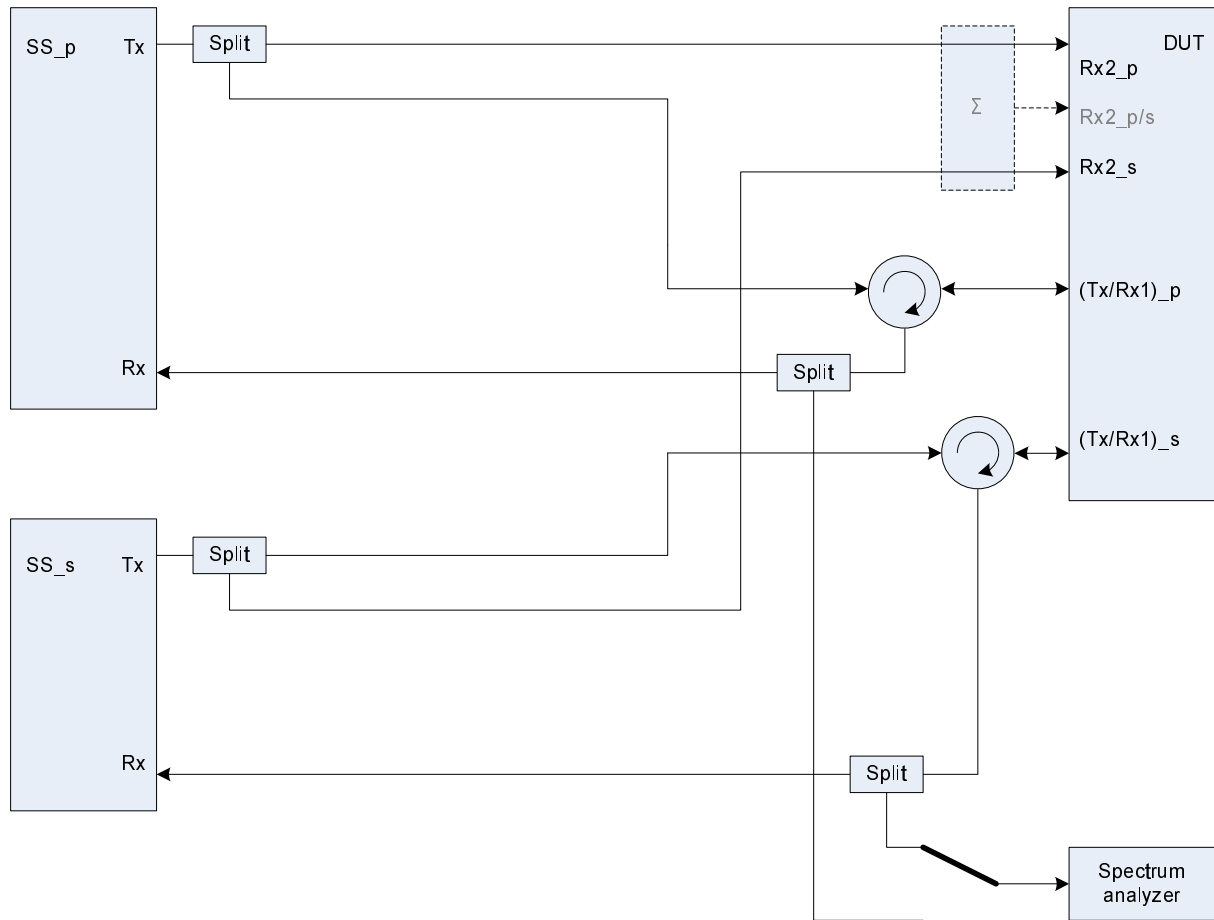 SS_p
Tx
Split
DUT
Rx2_p
Σ
Rx2_p/s
Rx2_s
(Tx/Rx1)_p
Rx
Split
(Tx/Rx1)_s
SS_s
Tx
Split
Rx
Split
Spectrum
analyzer